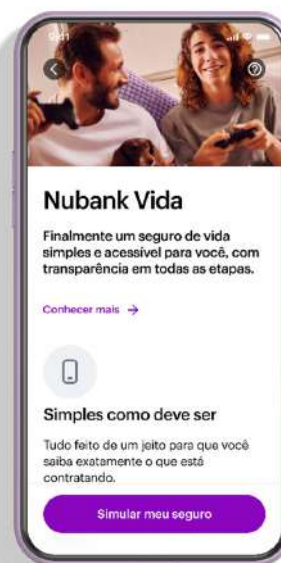 9:41
Nubank Vida
Finalmente um seguro de vida
simples e acessível para você, com
transparência em todas as etapas.
Conhecer mais →
Simples como deve ser
Tudo feito de um jeito para que você
saiba exatamente o que está
contratando.
Simular meu seguro